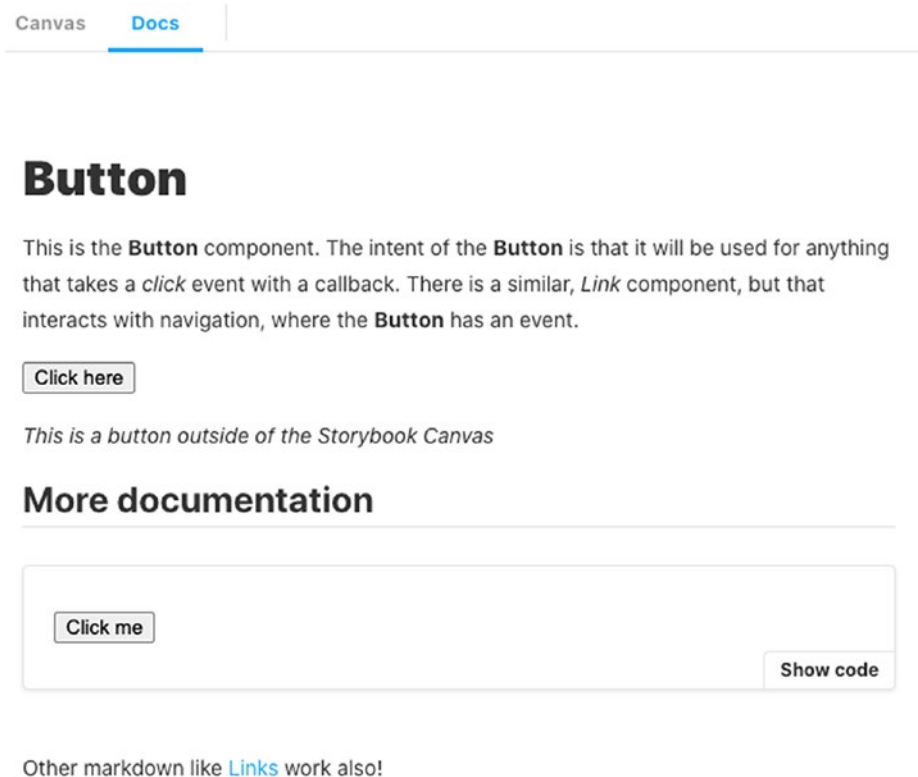 Canvas Docs
Button
This is the Button component. The intent of the Button is that it will be used for anything
that takes a click event with a callback. There is a similar, Link component, but that
interacts with navigation, where the Button has an event.
Click here
This is a button outside of the Storybook Canvas
More documentation
Click me
Show code
Other markdown like Links work also!